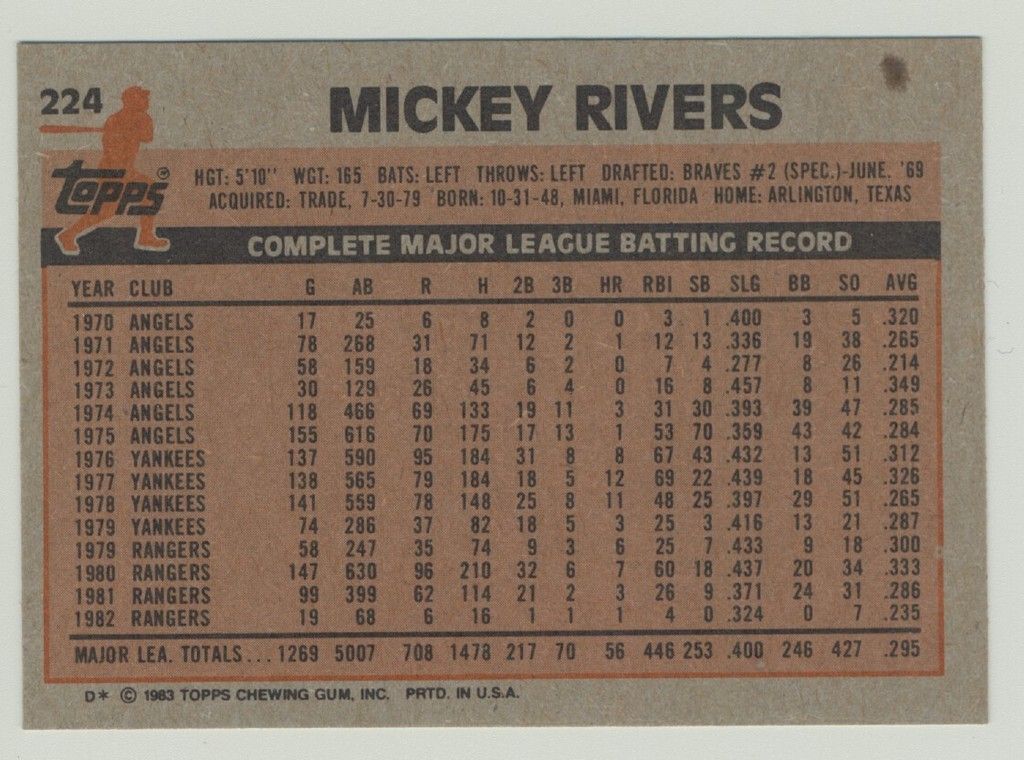 224
MICKEY RIVERS
Topps®
HGT: 5'10" WGT: 165 BATS: LEFT THROWS: LEFT DRAFTED: BRAVES #2 (SPEC.)-JUNE, '69
ACQUIRED: TRADE, 7-30-79 BORN: 10-31-48, MIAMI, FLORIDA HOME: ARLINGTON, TEXAS
COMPLETE MAJOR LEAGUE BATTING RECORD
YEAR CLUB G AB R H 2B 3B HR RBI SB SLG BB SO AVG
1970 ANGELS 17 25 6 8 2 0 0 3 1 .400 3 5 .320
1971 ANGELS 78 268 31 71 12 2 1 12 13 .336 19 38 .265
1972 ANGELS 58 159 18 34 6 2 0 7 4 .277 8 26 .214
1973 ANGELS 30 129 26 45 6 4 0 16 8 .457 8 11 .349
1974 ANGELS 118 466 69 133 19 11 3 31 30 .393 39 47 .285
1975 ANGELS 155 616 70 175 17 13 1 53 70 .359 43 42 .284
1976 YANKEES 137 590 95 184 31 8 8 67 43 .432 13 51 .312
1977 YANKEES 138 565 79 184 18 5 12 69 22 .439 18 45 .326
1978 YANKEES 141 559 78 148 25 8 11 48 25 .397 29 51 .265
1979 YANKEES 74 286 37 82 18 5 3 25 3 .416 13 21 .287
1979 RANGERS 58 247 35 74 9 3 6 25 7 .433 9 18 .300
1980 RANGERS 147 630 96 210 32 6 7 60 18 .437 20 34 .333
1981 RANGERS 99 399 62 114 21 2 3 26 9 .371 24 31 .286
1982 RANGERS 19 68 6 16 1 1 1 4 0 .324 0 7 .235
MAJOR LEA. TOTALS... 1269 5007 708 1478 217 70 56 446 253 .400 246 427 .295
D* © 1983 TOPPS CHEWING GUM, INC. PRTD. IN U.S.A.